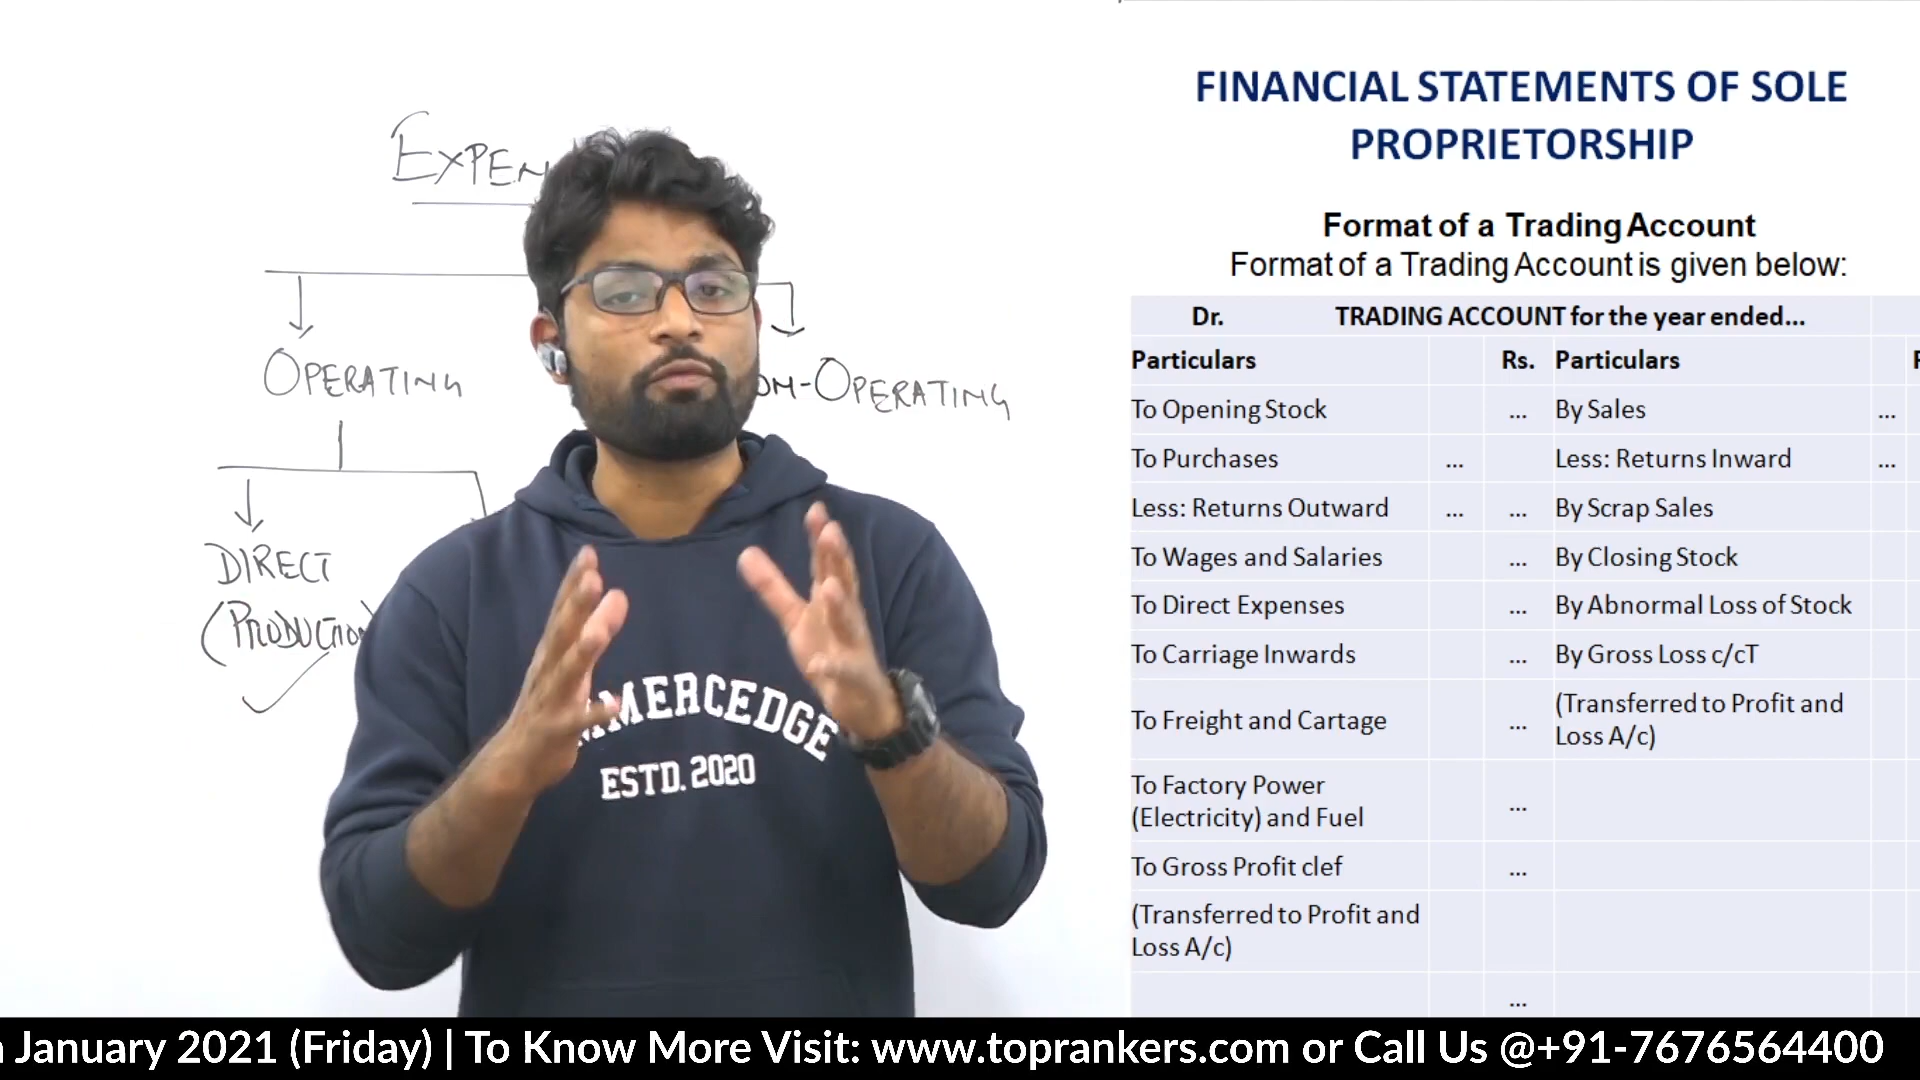 EXPEN
OPERATING
ON-OPERATING
DIRECT
(PRODUCTION)
MMERCEDGE
ESTD. 2020
FINANCIAL STATEMENTS OF SOLE
PROPRIETORSHIP
Format of a Trading Account
Format of a Trading Account is given below:
Dr. TRADING ACCOUNT for the year ended...
Particulars Rs. Particulars
To Opening Stock ... By Sales ...
To Purchases ... Less: Returns Inward ...
Less: Returns Outward ... ... By Scrap Sales
To Wages and Salaries ... By Closing Stock
To Direct Expenses ... By Abnormal Loss of Stock
To Carriage Inwards ... By Gross Loss c/cT
To Freight and Cartage ... (Transferred to Profit and
Loss A/c)
To Factory Power
(Electricity) and Fuel ...
To Gross Profit clef ...
(Transferred to Profit and
Loss A/c)
...
January 2021 (Friday) | To Know More Visit: www.toprankers.com or Call Us @+91-7676564400